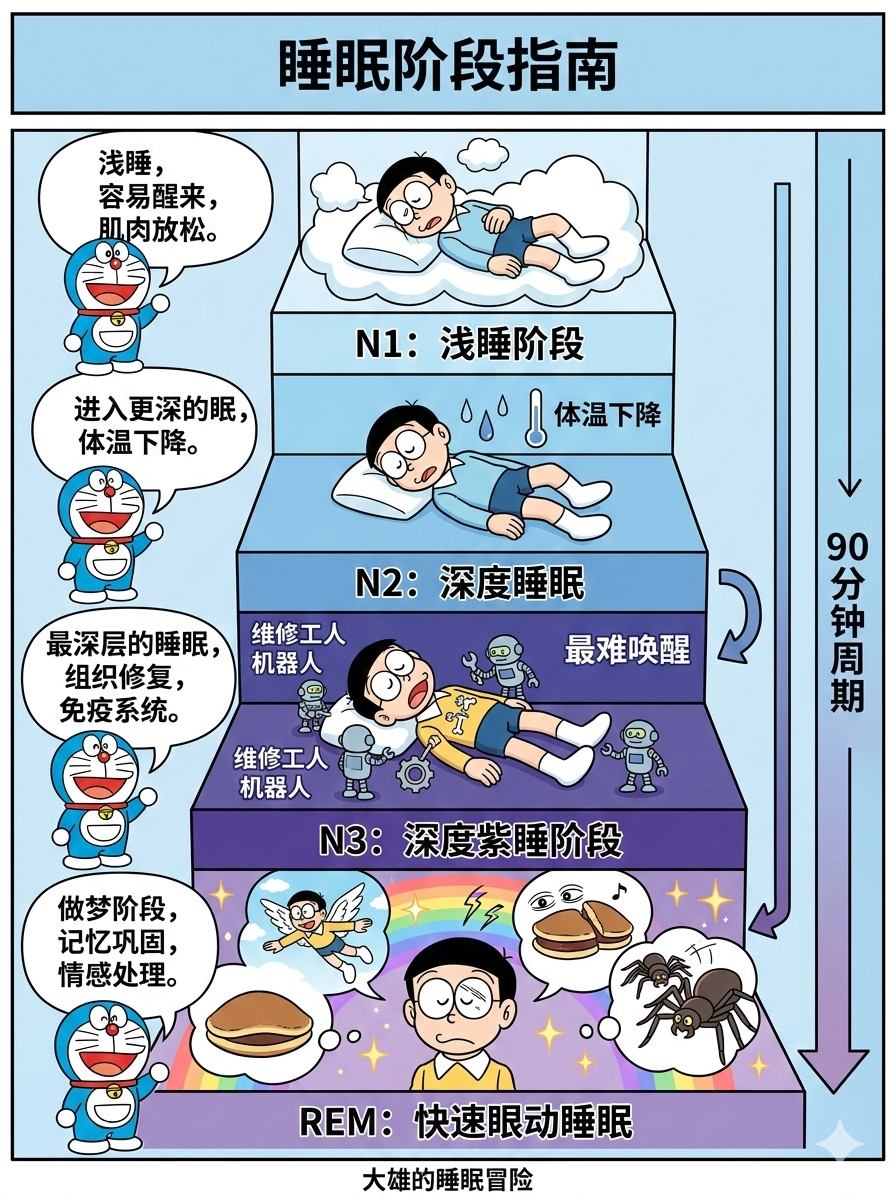 睡眠阶段指南
浅睡，
容易醒来，
肌肉放松。
N1：浅睡阶段
进入更深的眠，
体温下降。
体温下降
N2：深度睡眠
90分钟周期
最深层的睡眠，
组织修复，
免疫系统。
维修工人
机器人
最难唤醒
维修工人
机器人
N3：深度紫睡阶段
做梦阶段，
记忆巩固，
情感处理。
REM：快速眼动睡眠
大雄的睡眠冒险